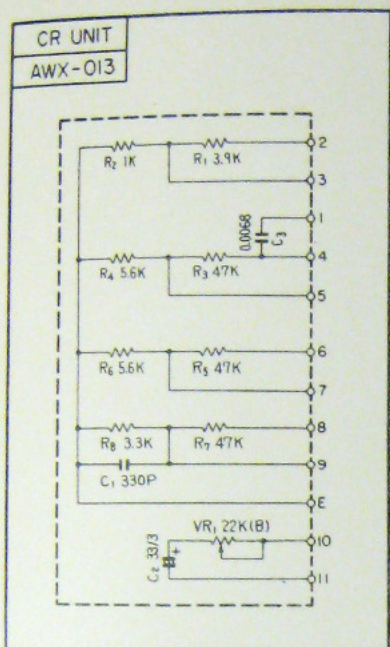 CR UNIT
AWX-013
R₂ 1K
R₁ 3.9K
2
3
1
0.0068
C₃
4
R₄ 5.6K
R₃ 47K
5
6
R₆ 5.6K
R₅ 47K
7
8
R₈ 3.3K
R₇ 47K
9
C₁ 330P
E
VR₁ 22K(B)
10
C₂ 33/3
+
11